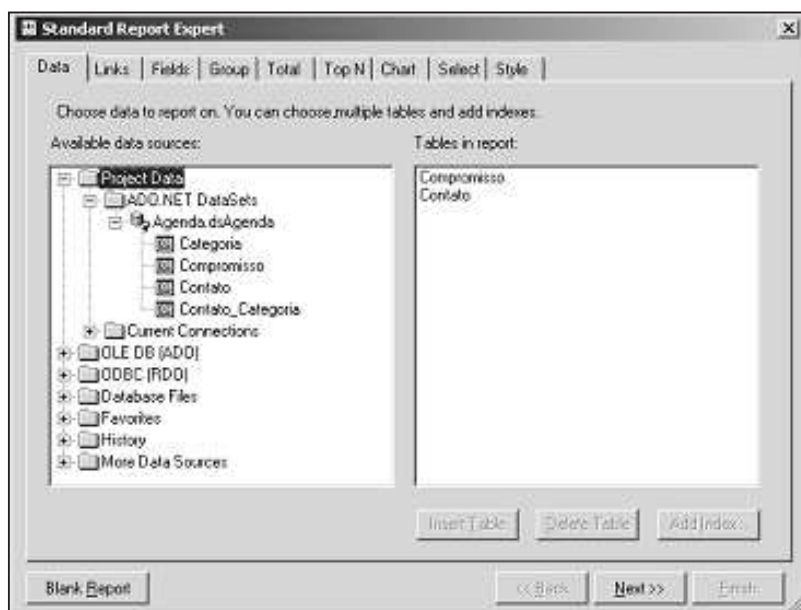 Standard Report Expert
Data Links Fields Group Total Top N Chart Select Style
Choose data to report on. You can choose multiple tables and add indexes.
Available data sources:
Tables in report:
Project Data
ADO.NET DataSets
Agenda.dsAgenda
Categoria
Compromisso
Contato
Contato_Categoria
Current Connections
OLE DB (ADO)
ODBC (RDO)
Database Files
Favorites
History
More Data Sources
Compromisso
Contato
Insert Table Delete Table Add Index...
Blank Report << Back Next >> Finish